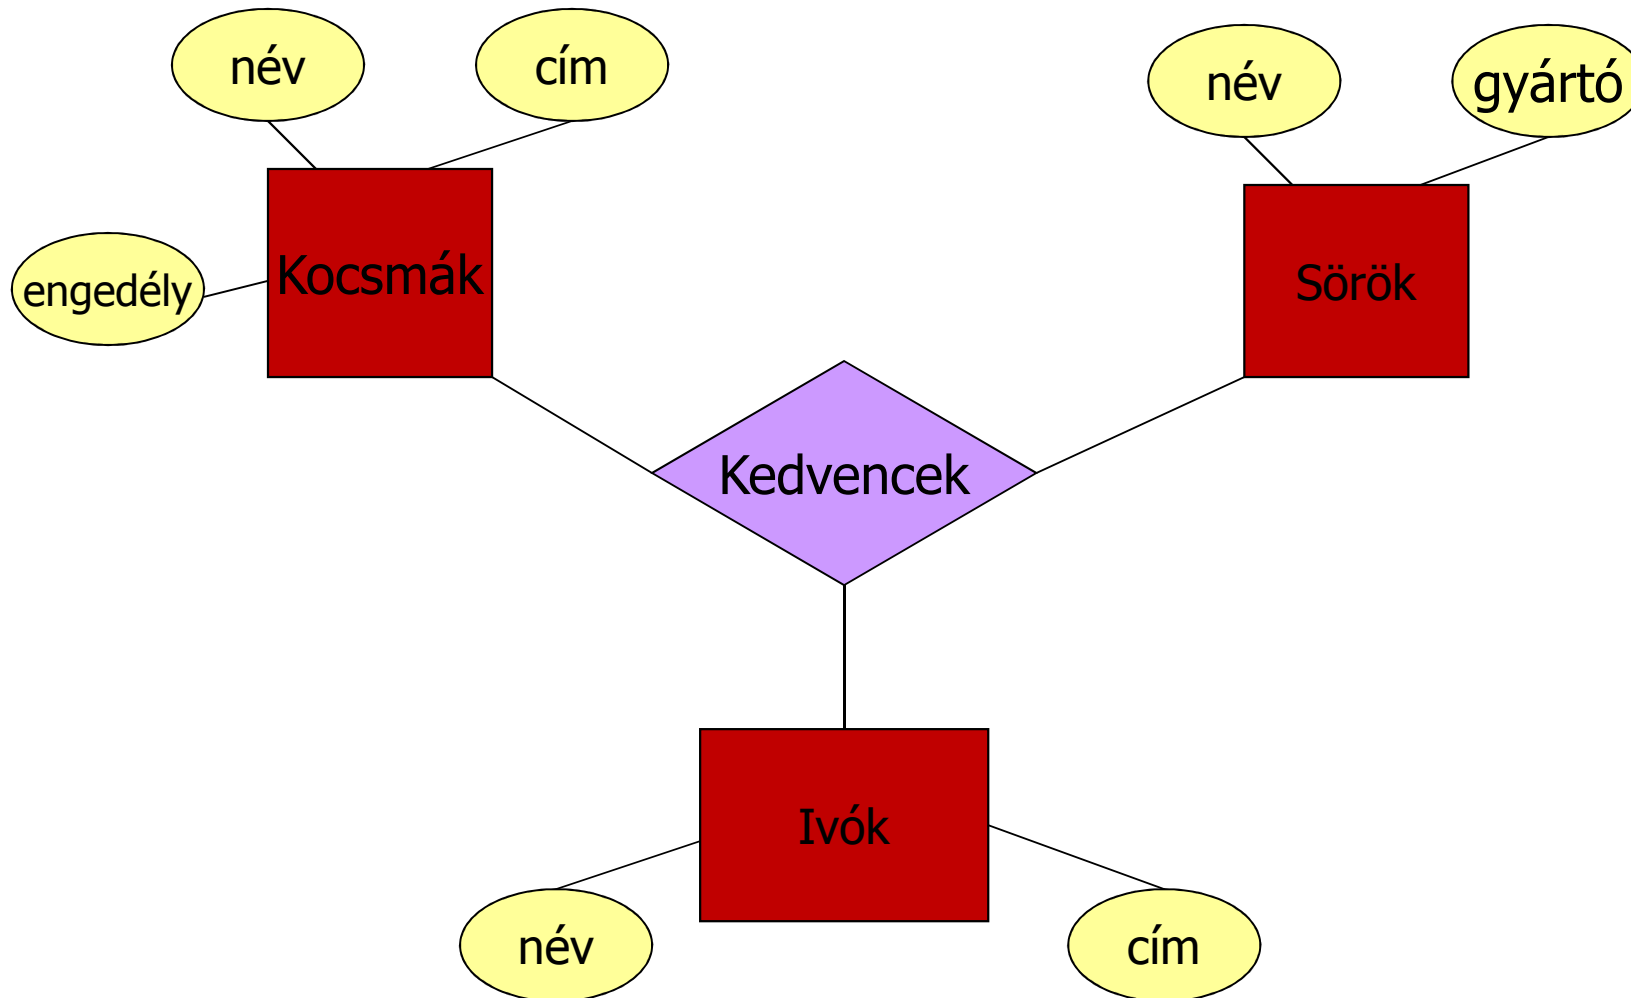 név
cím
név
gyártó
engedély
Kocsmák
Sörök
Kedvencek
Ivók
név
cím